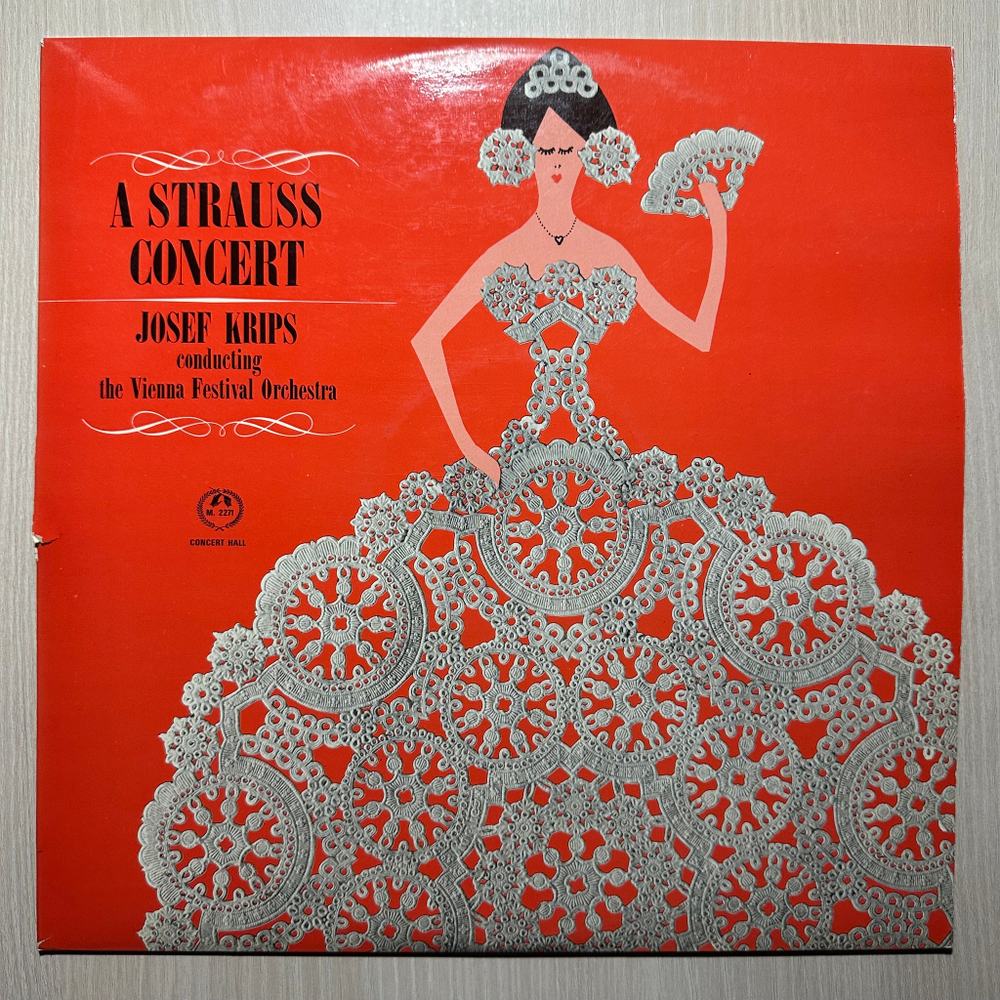 A STRAUSS
CONCERT
JOSEF KRIPS
conducting
the Vienna Festival Orchestra
M. 2271
CONCERT HALL